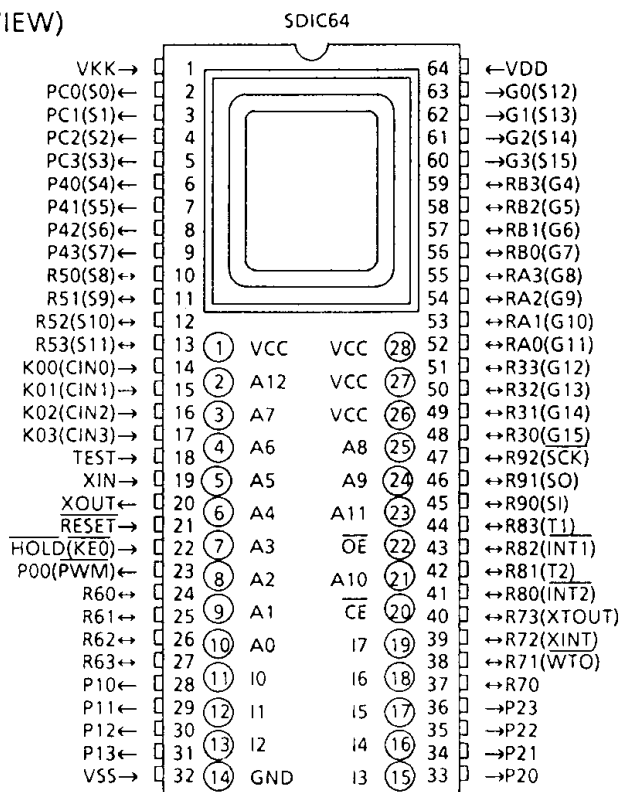 IEW)
SDIC64
VKK→ 1 64 ←VDD
PC0(S0)← 2 63 →G0(S12)
PC1(S1)← 3 62 →G1(S13)
PC2(S2)← 4 61 →G2(S14)
PC3(S3)← 5 60 →G3(S15)
P40(S4)← 6 59 ↔RB3(G4)
P41(S5)← 7 58 ↔RB2(G5)
P42(S6)← 8 57 ↔RB1(G6)
P43(S7)← 9 56 ↔RB0(G7)
R50(S8)↔ 10 55 ↔RA3(G8)
R51(S9)↔ 11 54 ↔RA2(G9)
R52(S10)↔ 12 53 ↔RA1(G10)
R53(S11)↔ 13 1 VCC VCC 28 52 ↔RA0(G11)
K00(CIN0)→ 14 51 ↔R33(G12)
K01(CIN1)→ 15 2 A12 VCC 27 50 ↔R32(G13)
K02(CIN2)→ 16 3 A7 VCC 26 49 ↔R31(G14)
K03(CIN3)→ 17 48 ↔R30(G15)
TEST→ 18 4 A6 A8 25 47 ↔R92(SCK)
XIN→ 19 5 A5 A9 24 46 ↔R91(SO)
XOUT← 20 6 A4 A11 23 45 ↔R90(SI)
RESET→ 21 44 ↔R83(T1)
HOLD(KE0)→ 22 7 A3 OE 22 43 ↔R82(INT1)
P00(PWM)← 23 8 A2 A10 21 42 ↔R81(T2)
R60↔ 24 41 ↔R80(INT2)
R61↔ 25 9 A1 CE 20 40 ↔R73(XTOUT)
R62↔ 26 10 A0 I7 19 39 ↔R72(XINT)
R63↔ 27 38 ↔R71(WTO)
P10← 28 11 I0 I6 18 37 ↔R70
P11← 29 12 I1 I5 17 36 →P23
P12← 30 35 →P22
P13← 31 13 I2 I4 16 34 →P21
VSS→ 32 14 GND I3 15 33 →P20